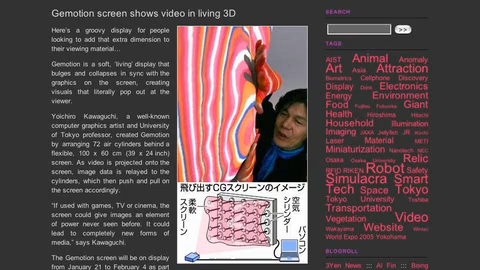 Gemotion screen shows video in living 3D
Here's a groovy display for people
looking to add that extra dimension to
their viewing material…
Gemotion is a soft, 'living' display that
bulges and collapses in sync with the
graphics on the screen, creating
visuals that literally pop out at the
viewer.
Yoichiro Kawaguchi, a well-known
computer graphics artist and University
of Tokyo professor, created Gemotion
by arranging 72 air cylinders behind a
flexible, 100 x 60 cm (39 x 24 inch)
screen. As video is projected onto the
screen, image data is relayed to the
cylinders, which then push and pull on
the screen accordingly.
"If used with games, TV or cinema, the
screen could give images an element
of power never seen before. It could
lead to completely new forms of
media," says Kawaguchi.
The Gemotion screen will be on display
from January 21 to February 4 as part
飛び出すCGスクリーンのイメージ
柔軟スクリーン
空気シリンダー
パソコン
SEARCH
>>
TAGS
AIST Animal Anomaly
Art Asia Attraction
Biometrics Cellphone Discovery
Display Electronics
Energy Environment
Food Fujitsu Fukuoka Giant
Health Hiroshima Hitachi
Household Illumination
Imaging JAXA Jellyfish JR Kyushu
Laser Material METI
Miniaturization Nanotech NEC
Osaka Osaka University Relic
RFID RIKEN Robot Safety
Simulacra Smart
Tech Space Tokyo
Tokyo University Toshiba
Transportation
Vegetation Video
Wakayama Website
World Expo 2005 Yokohama
BLOGROLL
3Yen News ::: AI Fin ::: Being